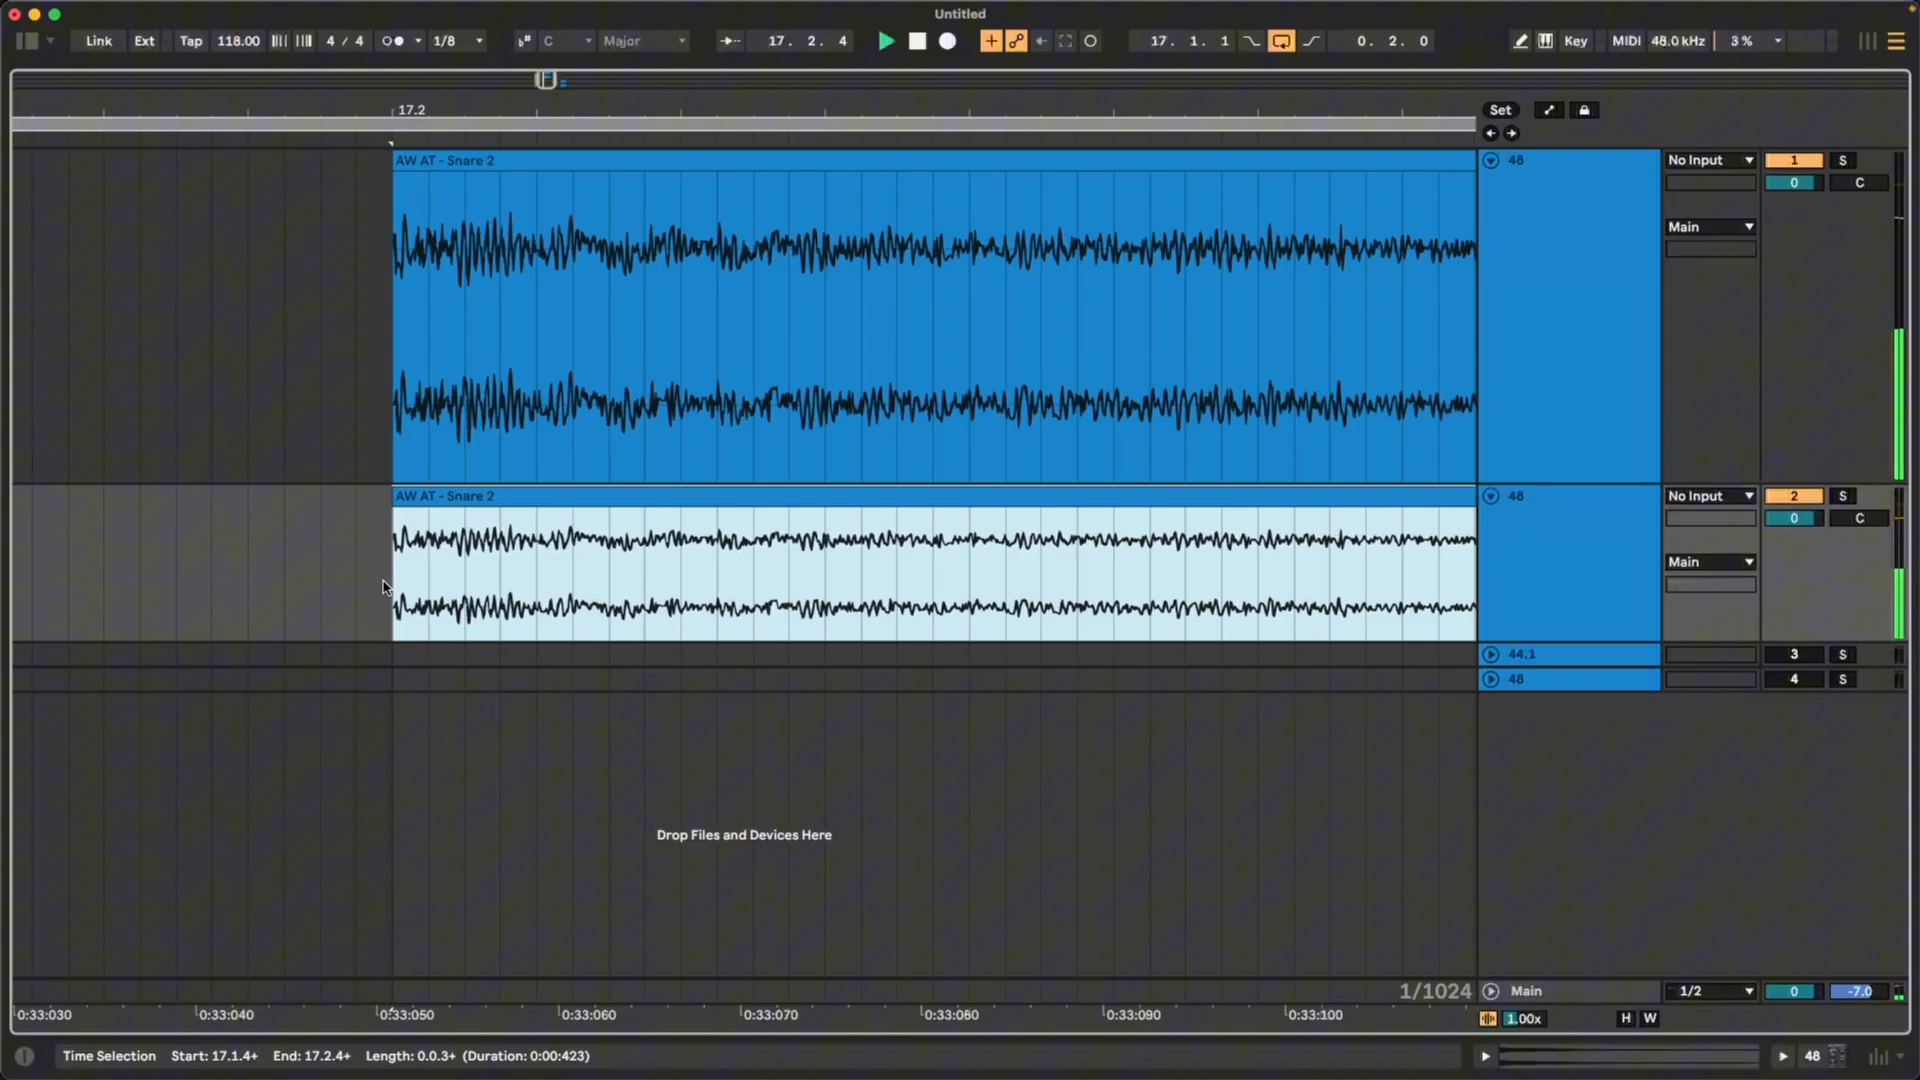 Untitled
Link Ext Tap 118.00 4 / 4 1/8 C Major 17. 2. 4 17. 1. 1 0. 2. 0 Key MIDI 48.0 kHz 3 %
17.2
Set
AW AT - Snare 2
48
No Input
1
S
0
C
Main
AW AT - Snare 2
48
No Input
2
S
0
C
Main
44.1
3
S
48
4
S
Drop Files and Devices Here
1/1024
Main
1/2
0
-7.0
0:33:030 0:33:040 0:33:050 0:33:060 0:33:070 0:33:080 0:33:090 0:33:100
1.00x
H
W
Time Selection Start: 17.1.4+ End: 17.2.4+ Length: 0.0.3+ (Duration: 0:00:423)
48